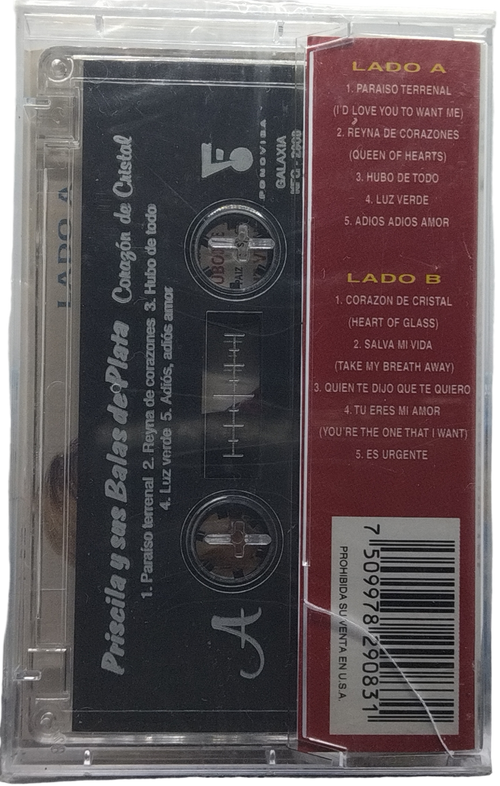 LADO A
1. PARAISO TERRENAL
(I'D LOVE YOU TO WANT ME)
2. REYNA DE CORAZONES
(QUEEN OF HEARTS)
3. HUBO DE TODO
4. LUZ VERDE
5. ADIOS ADIOS AMOR
LADO B
1. CORAZON DE CRISTAL
(HEART OF GLASS)
2. SALVA MI VIDA
(TAKE MY BREATH AWAY)
3. QUIEN TE DIJO QUE TE QUIERO
4. TU ERES MI AMOR
(YOU'RE THE ONE THAT I WANT)
5. ES URGENTE
7 509978 290831
PROHIBIDA SU VENTA EN U.S.A.
Priscila y sus Balas de Plata Corazón de Cristal
1. Paraíso terrenal 2. Reyna de corazones 3. Hubo de todo
4. Luz verde 5. Adiós, adiós amor
FONOVISA
GALAXIA
A
LADO A